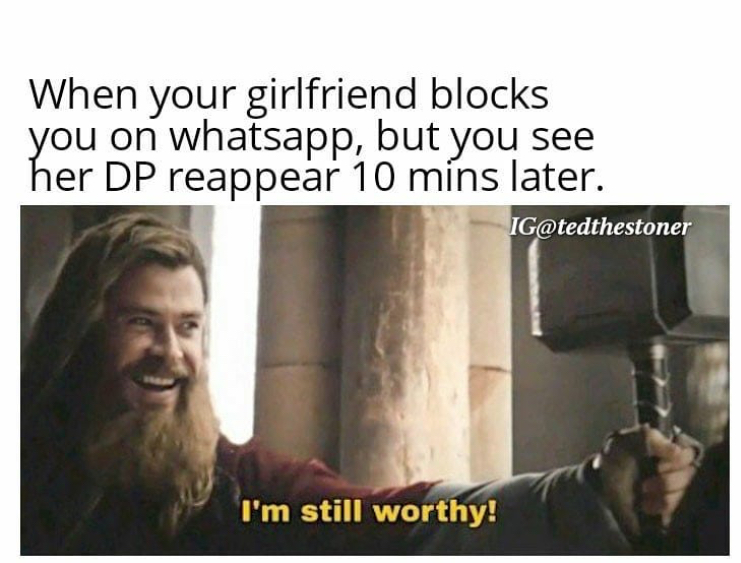 When your girlfriend blocks
you on whatsapp, but you see
her DP reappear 10 mins later.
IG@tedthestoner
I'm still worthy!